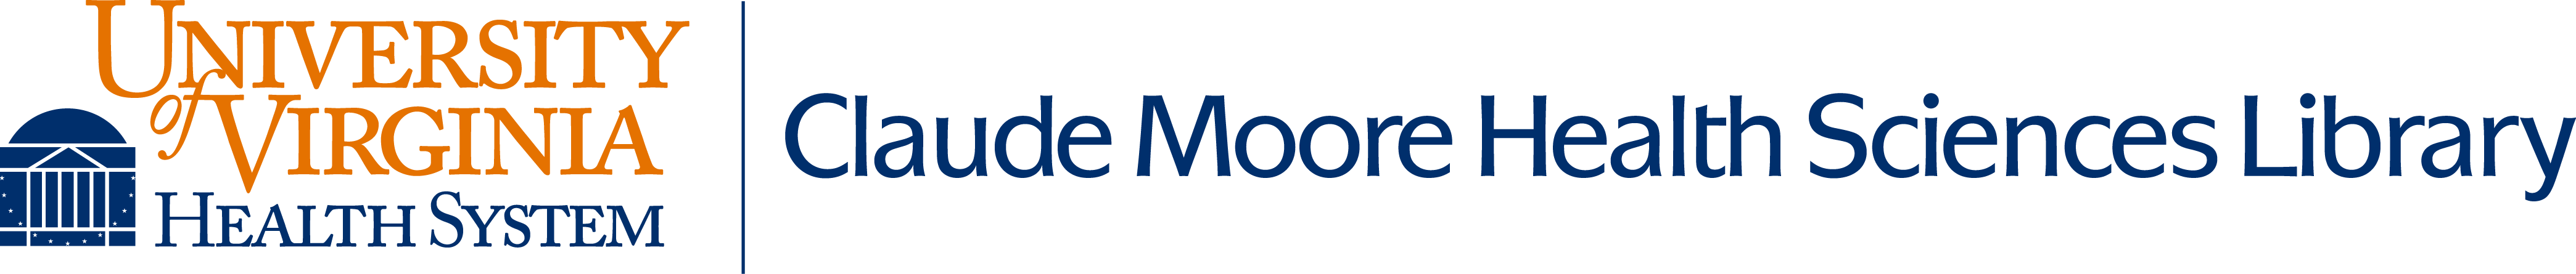 UNIVERSITY
of VIRGINIA
HEALTH SYSTEM
Claude Moore Health Sciences Library